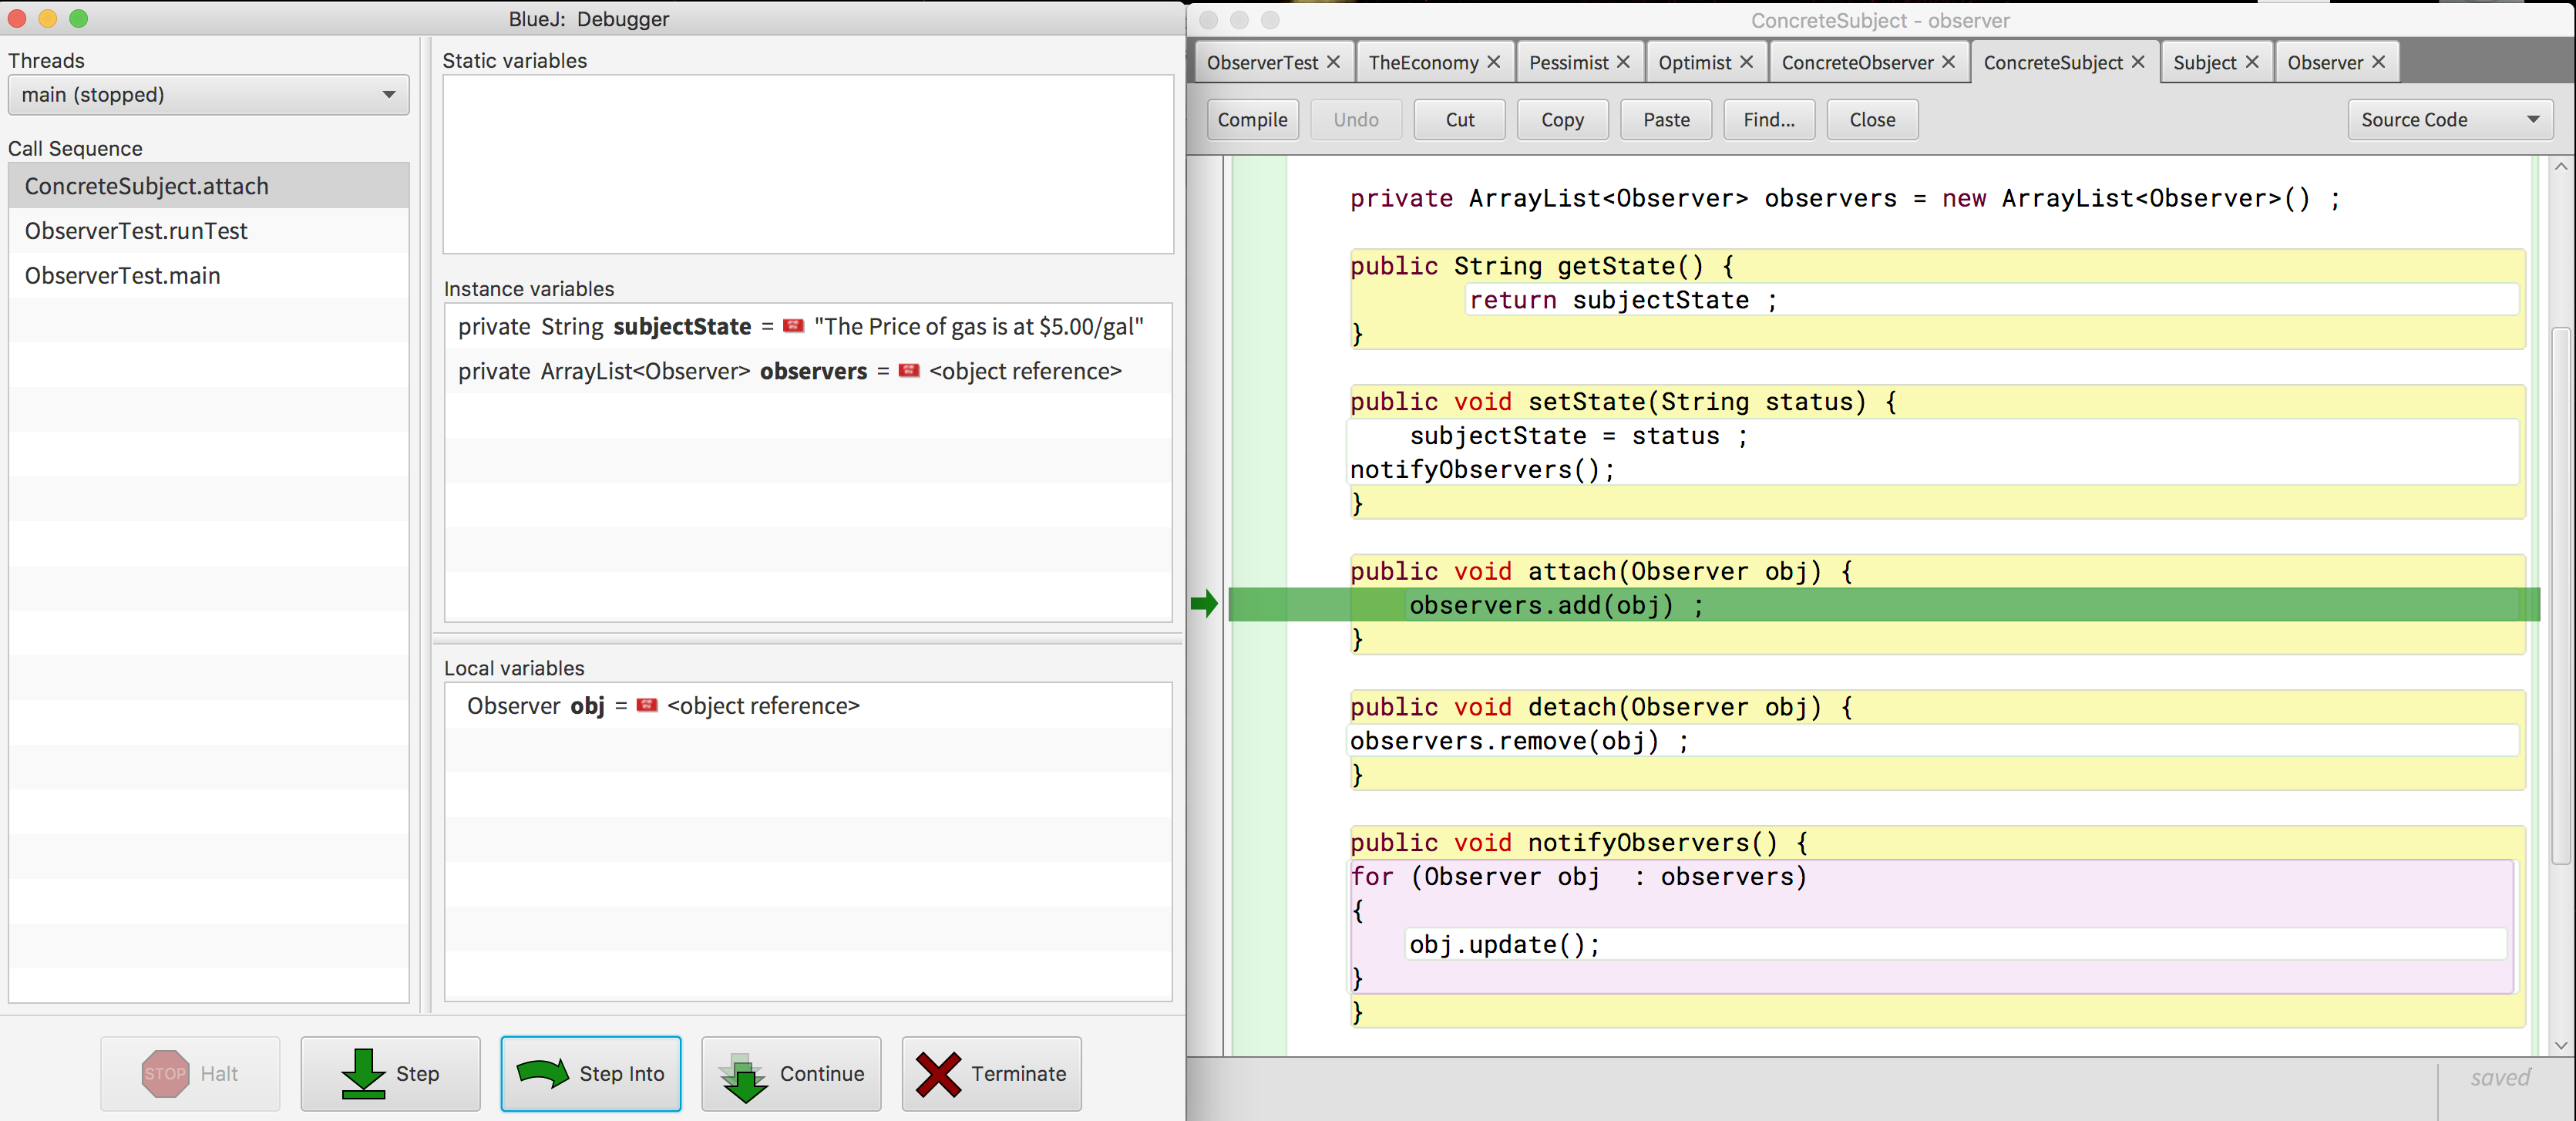 BlueJ: Debugger
Threads
main (stopped)
Call Sequence
ConcreteSubject.attach
ObserverTest.runTest
ObserverTest.main
Static variables
Instance variables
private String subjectState = "The Price of gas is at $5.00/gal"
private ArrayList<Observer> observers = <object reference>
Local variables
Observer obj = <object reference>
STOP Halt
Step
Step Into
Continue
Terminate
ConcreteSubject - observer
ObserverTest TheEconomy Pessimist Optimist ConcreteObserver ConcreteSubject Subject Observer
Compile Undo Cut Copy Paste Find... Close Source Code
private ArrayList<Observer> observers = new ArrayList<Observer>() ;
public String getState() {
return subjectState ;
}
public void setState(String status) {
subjectState = status ;
notifyObservers();
}
public void attach(Observer obj) {
observers.add(obj) ;
}
public void detach(Observer obj) {
observers.remove(obj) ;
}
public void notifyObservers() {
for (Observer obj  : observers)
{
obj.update();
}
}
saved